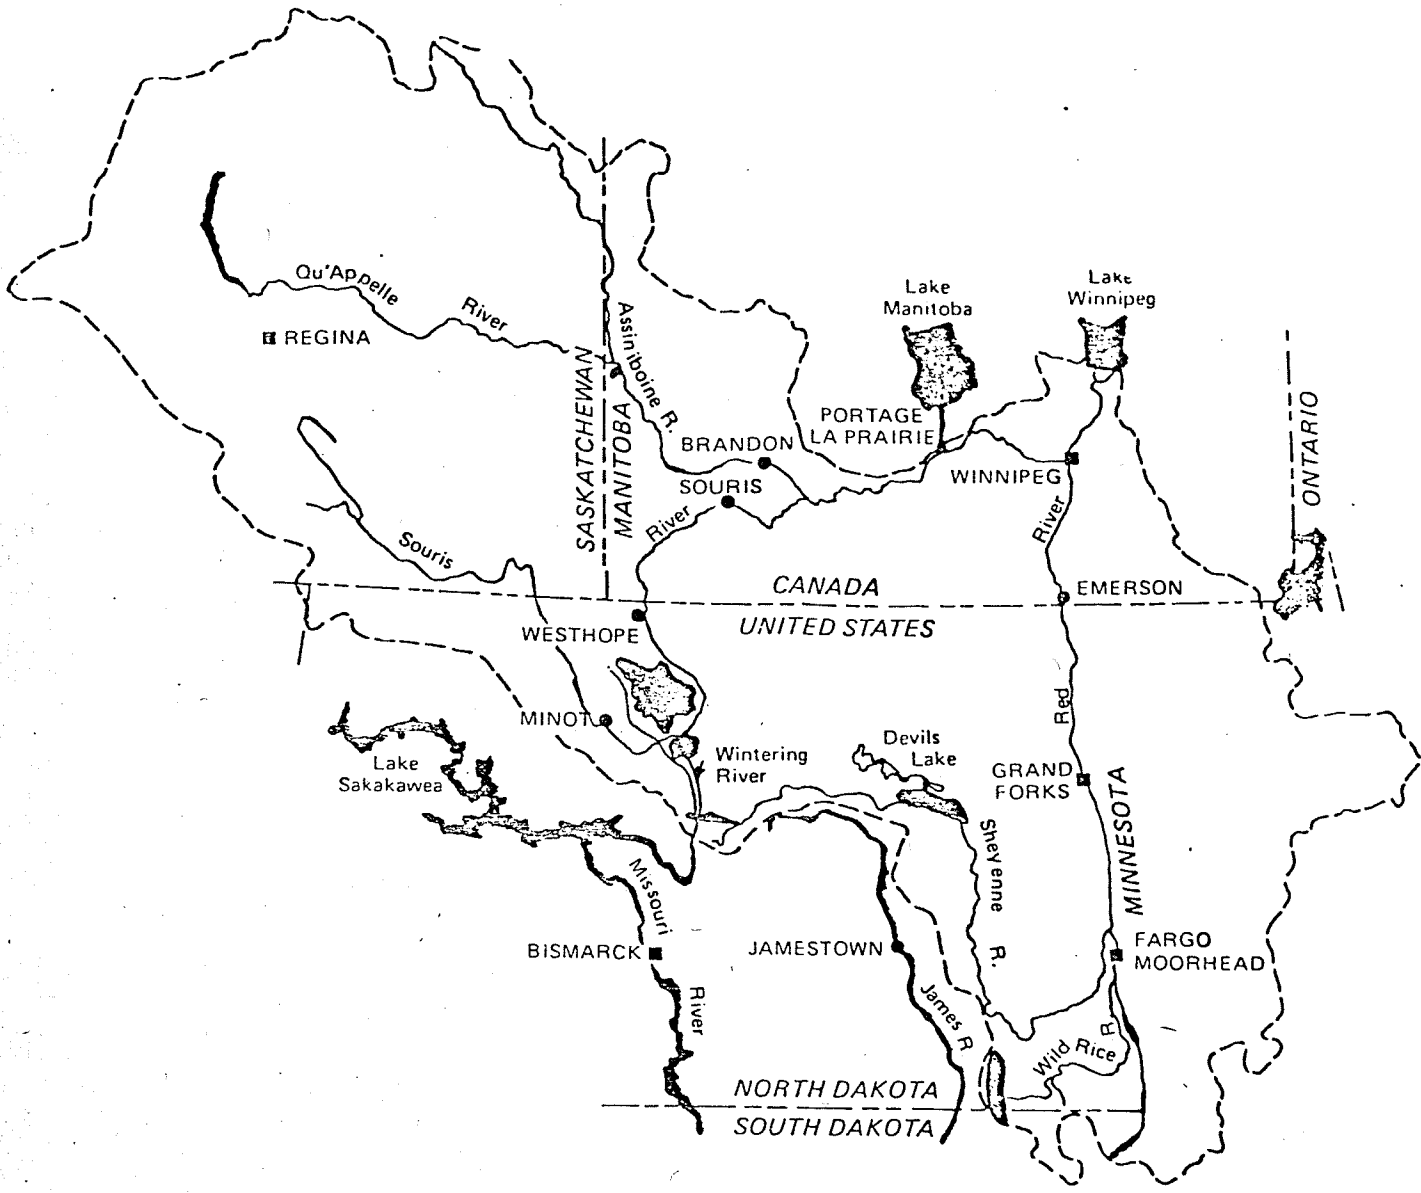 Qu'Appelle
River
REGINA
Assiniboine R.
SASKATCHEWAN
MANITOBA
Lake
Manitoba
Lake
Winnipeg
PORTAGE
LA PRAIRIE
BRANDON
SOURIS
WINNIPEG
ONTARIO
River
River
Souris
CANADA
UNITED STATES
EMERSON
WESTHOPE
MINOT
Red
Lake
Sakakawea
Wintering
River
Devils
Lake
GRAND
FORKS
MINNESOTA
Sheyenne R.
Missouri
BISMARCK
River
JAMESTOWN
FARGO
MOORHEAD
James R
Wild Rice R
NORTH DAKOTA
SOUTH DAKOTA